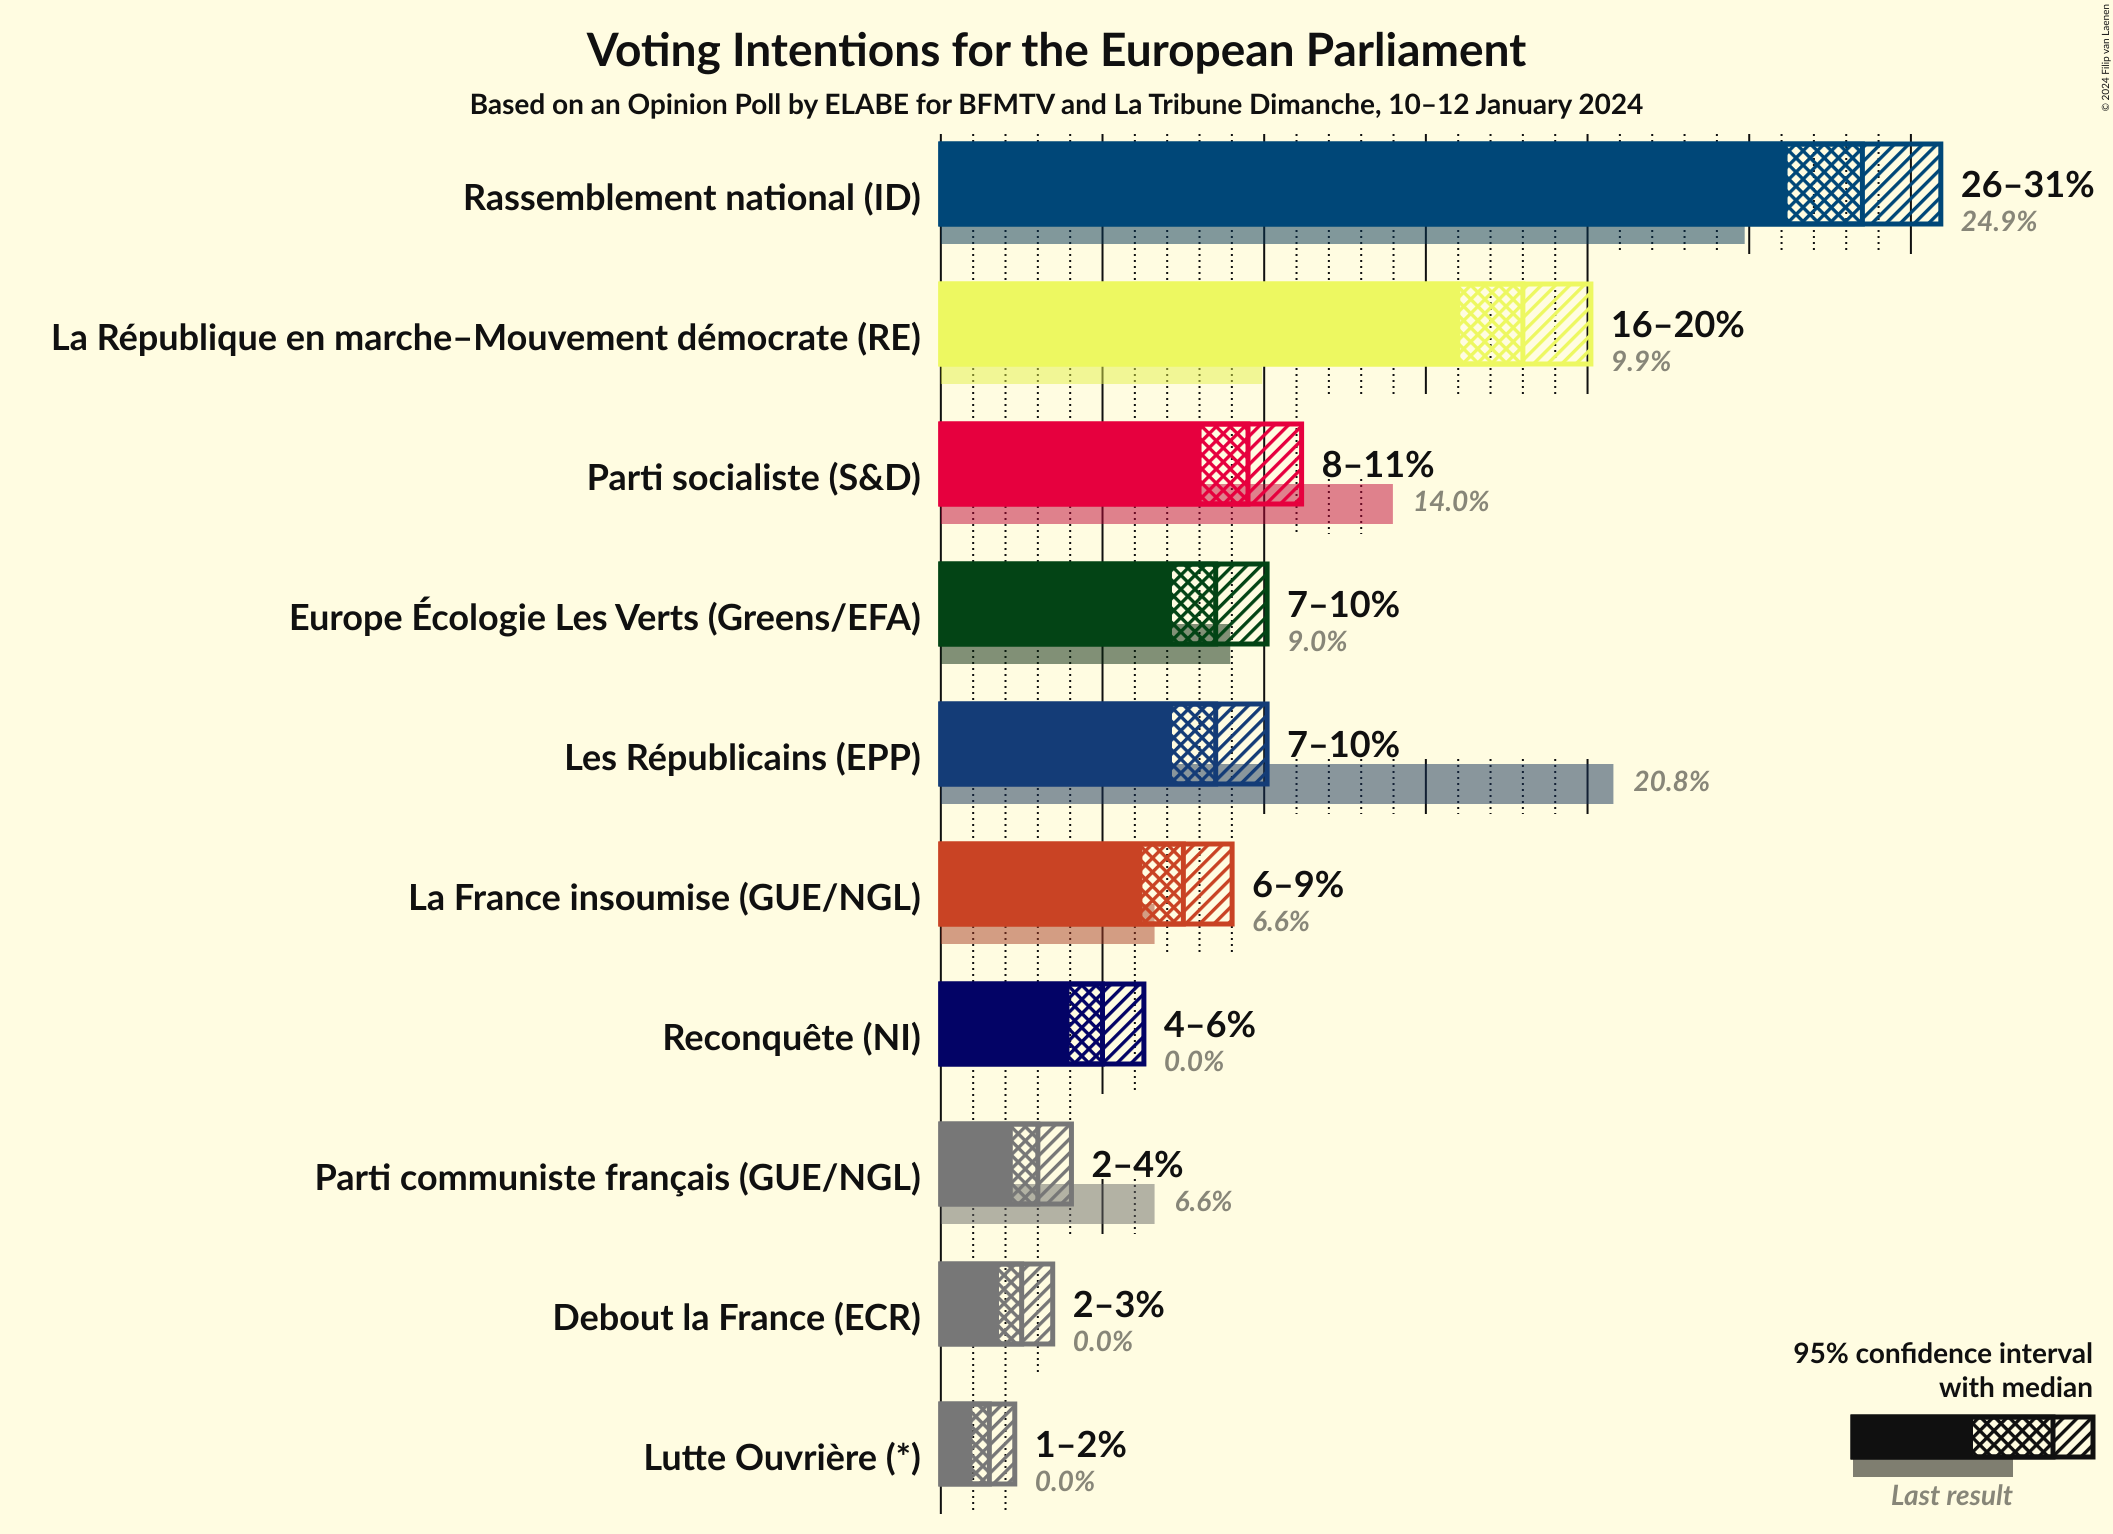 © 2024 Filip van Laenen
Voting Intentions for the European Parliament
Based on an Opinion Poll by ELABE for BFMTV and La Tribune Dimanche, 10–12 January 2024
Rassemblement national (ID)
26–31%
24.9%
La République en marche–Mouvement démocrate (RE)
16–20%
9.9%
Parti socialiste (S&D)
8–11%
14.0%
Europe Écologie Les Verts (Greens/EFA)
7–10%
9.0%
Les Républicains (EPP)
7–10%
20.8%
La France insoumise (GUE/NGL)
6–9%
6.6%
Reconquête (NI)
4–6%
0.0%
Parti communiste français (GUE/NGL)
2–4%
6.6%
Debout la France (ECR)
2–3%
0.0%
Lutte Ouvrière (*)
1–2%
0.0%
95% confidence interval
with median
Last result